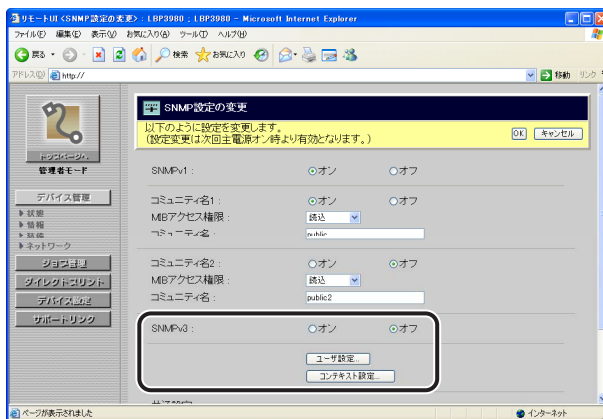 リモートUI <SNMP設定の変更> : LBP3980 ; LBP3980 - Microsoft Internet Explorer
ファイル(F) 編集(E) 表示(V) お気に入り(A) ツール(T) ヘルプ(H)
戻る 検索 お気に入り
アドレス(D) http:// 移動 リンク
トップページへ
管理者モード
デバイス管理
状態
情報
ネットワーク
ジョブ管理
ダイレクトプリント
デバイス設定
サポートリンク
SNMP設定の変更
以下のように設定を変更します。
(設定変更は次回主電源オン時より有効となります。)
OK キャンセル
SNMPv1 : オン オフ
コミュニティ名1 : オン オフ
MIBアクセス権限 : 読込
コミュニティ名 : public
コミュニティ名2 : オン オフ
MIBアクセス権限 : 読込
コミュニティ名 : public2
SNMPv3 : オン オフ
ユーザ設定...
コンテキスト設定...
ページが表示されました インターネット